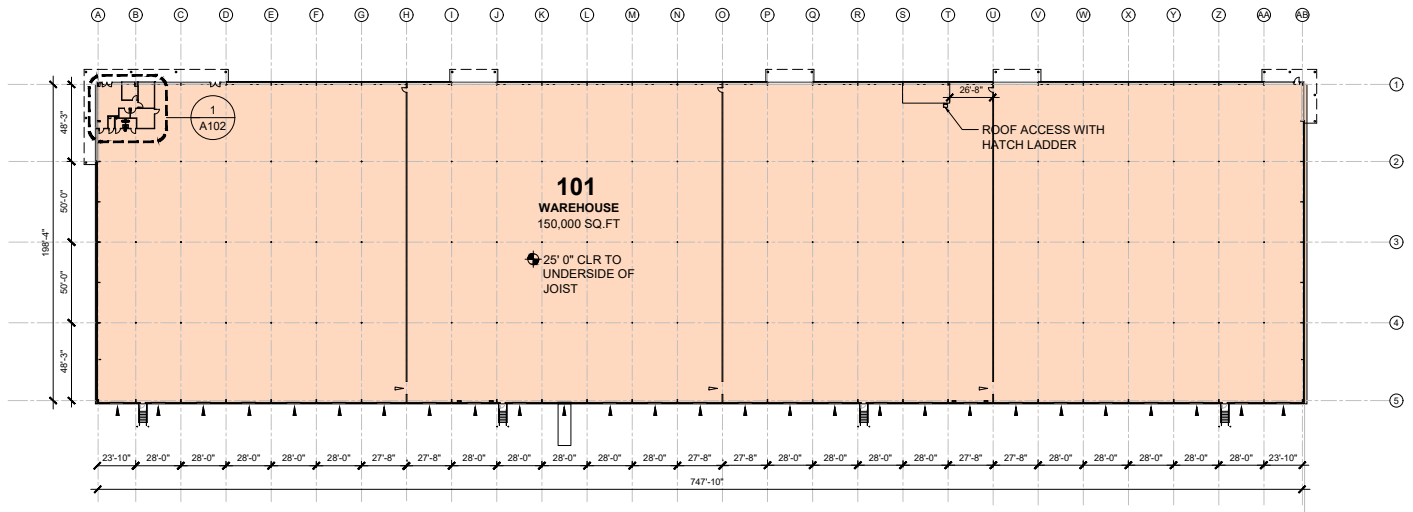 A B C D E F G H I J K L M N O P Q R S T U V W X Y Z AA AB
1
26'-8"
1
A102
48'-3"
ROOF ACCESS WITH
HATCH LADDER
2
101
WAREHOUSE
150,000 SQ.FT
50'-0"
198'-4"
3
25' 0" CLR TO
UNDERSIDE OF
JOIST
50'-0"
4
48'-3"
5
23'-10" 28'-0" 28'-0" 28'-0" 28'-0" 28'-0" 27'-8" 27'-8" 28'-0" 28'-0" 28'-0" 28'-0" 28'-0" 27'-8" 27'-8" 28'-0" 28'-0" 28'-0" 28'-0" 27'-8" 27'-8" 28'-0" 28'-0" 28'-0" 28'-0" 28'-0" 23'-10"
747'-10"